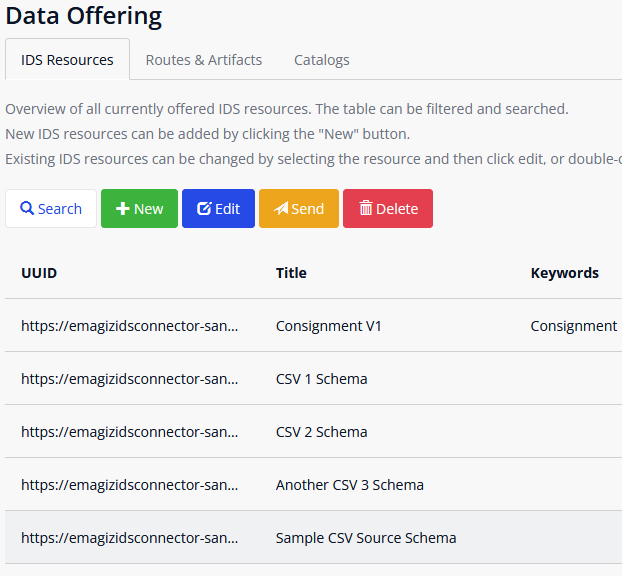 Data Offering
IDS Resources Routes & Artifacts Catalogs
Overview of all currently offered IDS resources. The table can be filtered and searched.
New IDS resources can be added by clicking the "New" button.
Existing IDS resources can be changed by selecting the resource and then click edit, or double-c
Search New Edit Send Delete
UUID Title Keywords
https://emagizidsconnector-san... Consignment V1 Consignment
https://emagizidsconnector-san... CSV 1 Schema
https://emagizidsconnector-san... CSV 2 Schema
https://emagizidsconnector-san... Another CSV 3 Schema
https://emagizidsconnector-san... Sample CSV Source Schema